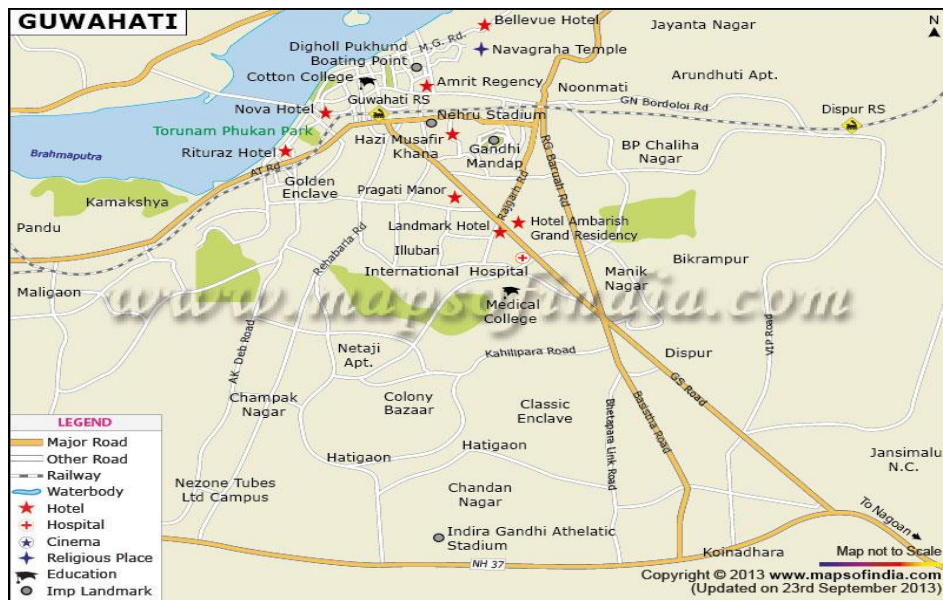 GUWAHATI
N
Bellevue Hotel
Jayanta Nagar
M.G. Rd.
Navagraha Temple
Digholl Pukhund
Boating Point
Cotton College
Amrit Regency
Arundhuti Apt.
Noonmati
Nova Hotel
Guwahati RS
GN Bordoloi Rd
Dispur RS
Nehru Stadium
Torunam Phukan Park
Hazi Musafir
Khana
Gandhi
Mandap
RG Baruah Rd
BP Chaliha
Nagar
Rituraz Hotel
Brahmaputra
AT Rd
Golden
Enclave
Pragati Manor
Rajgarh Rd
Kamakshya
Pandu
Landmark Hotel
Hotel Ambarish
Grand Residency
Rehabaria Rd
Illubari
International Hospital
Bikrampur
Manik
Nagar
Maligaon
www.mapsofindia.com
Medical
College
VIP Road
AK Deb Road
Netaji
Apt.
Kahilipara Road
Dispur
GS Road
Champak
Nagar
Colony
Bazaar
Classic
Enclave
Bhetapara Link Road
Basistha Road
Hatigaon
Hatigaon
Jansimalu
N.C.
Nezone Tubes
Ltd Campus
Chandan
Nagar
To Nagoan
Indira Gandhi Athelatic
Stadium
Koinadhara
NH 37
LEGEND
Major Road
Other Road
Railway
Waterbody
Hotel
Hospital
Cinema
Religious Place
Education
Imp Landmark
Map not to Scale
Copyright © 2013 www.mapsofindia.com
(Updated on 23rd September 2013)